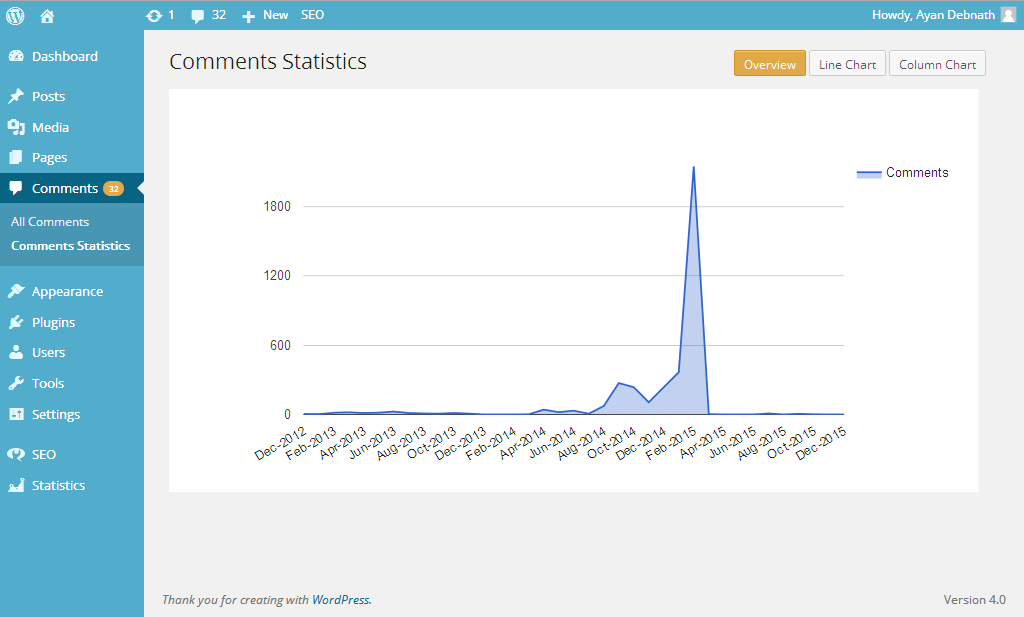 1 32 New SEO Howdy, Ayan Debnath
Dashboard
Posts
Media
Pages
Comments 32
All Comments
Comments Statistics
Appearance
Plugins
Users
Tools
Settings
SEO
Statistics
Comments Statistics
Overview Line Chart Column Chart
Comments
1800
1200
600
0
Dec-2012 Feb-2013 Apr-2013 Jun-2013 Aug-2013 Oct-2013 Dec-2013 Feb-2014 Apr-2014 Jun-2014 Aug-2014 Oct-2014 Dec-2014 Feb-2015 Apr-2015 Jun-2015 Aug-2015 Oct-2015 Dec-2015
Thank you for creating with WordPress. Version 4.0